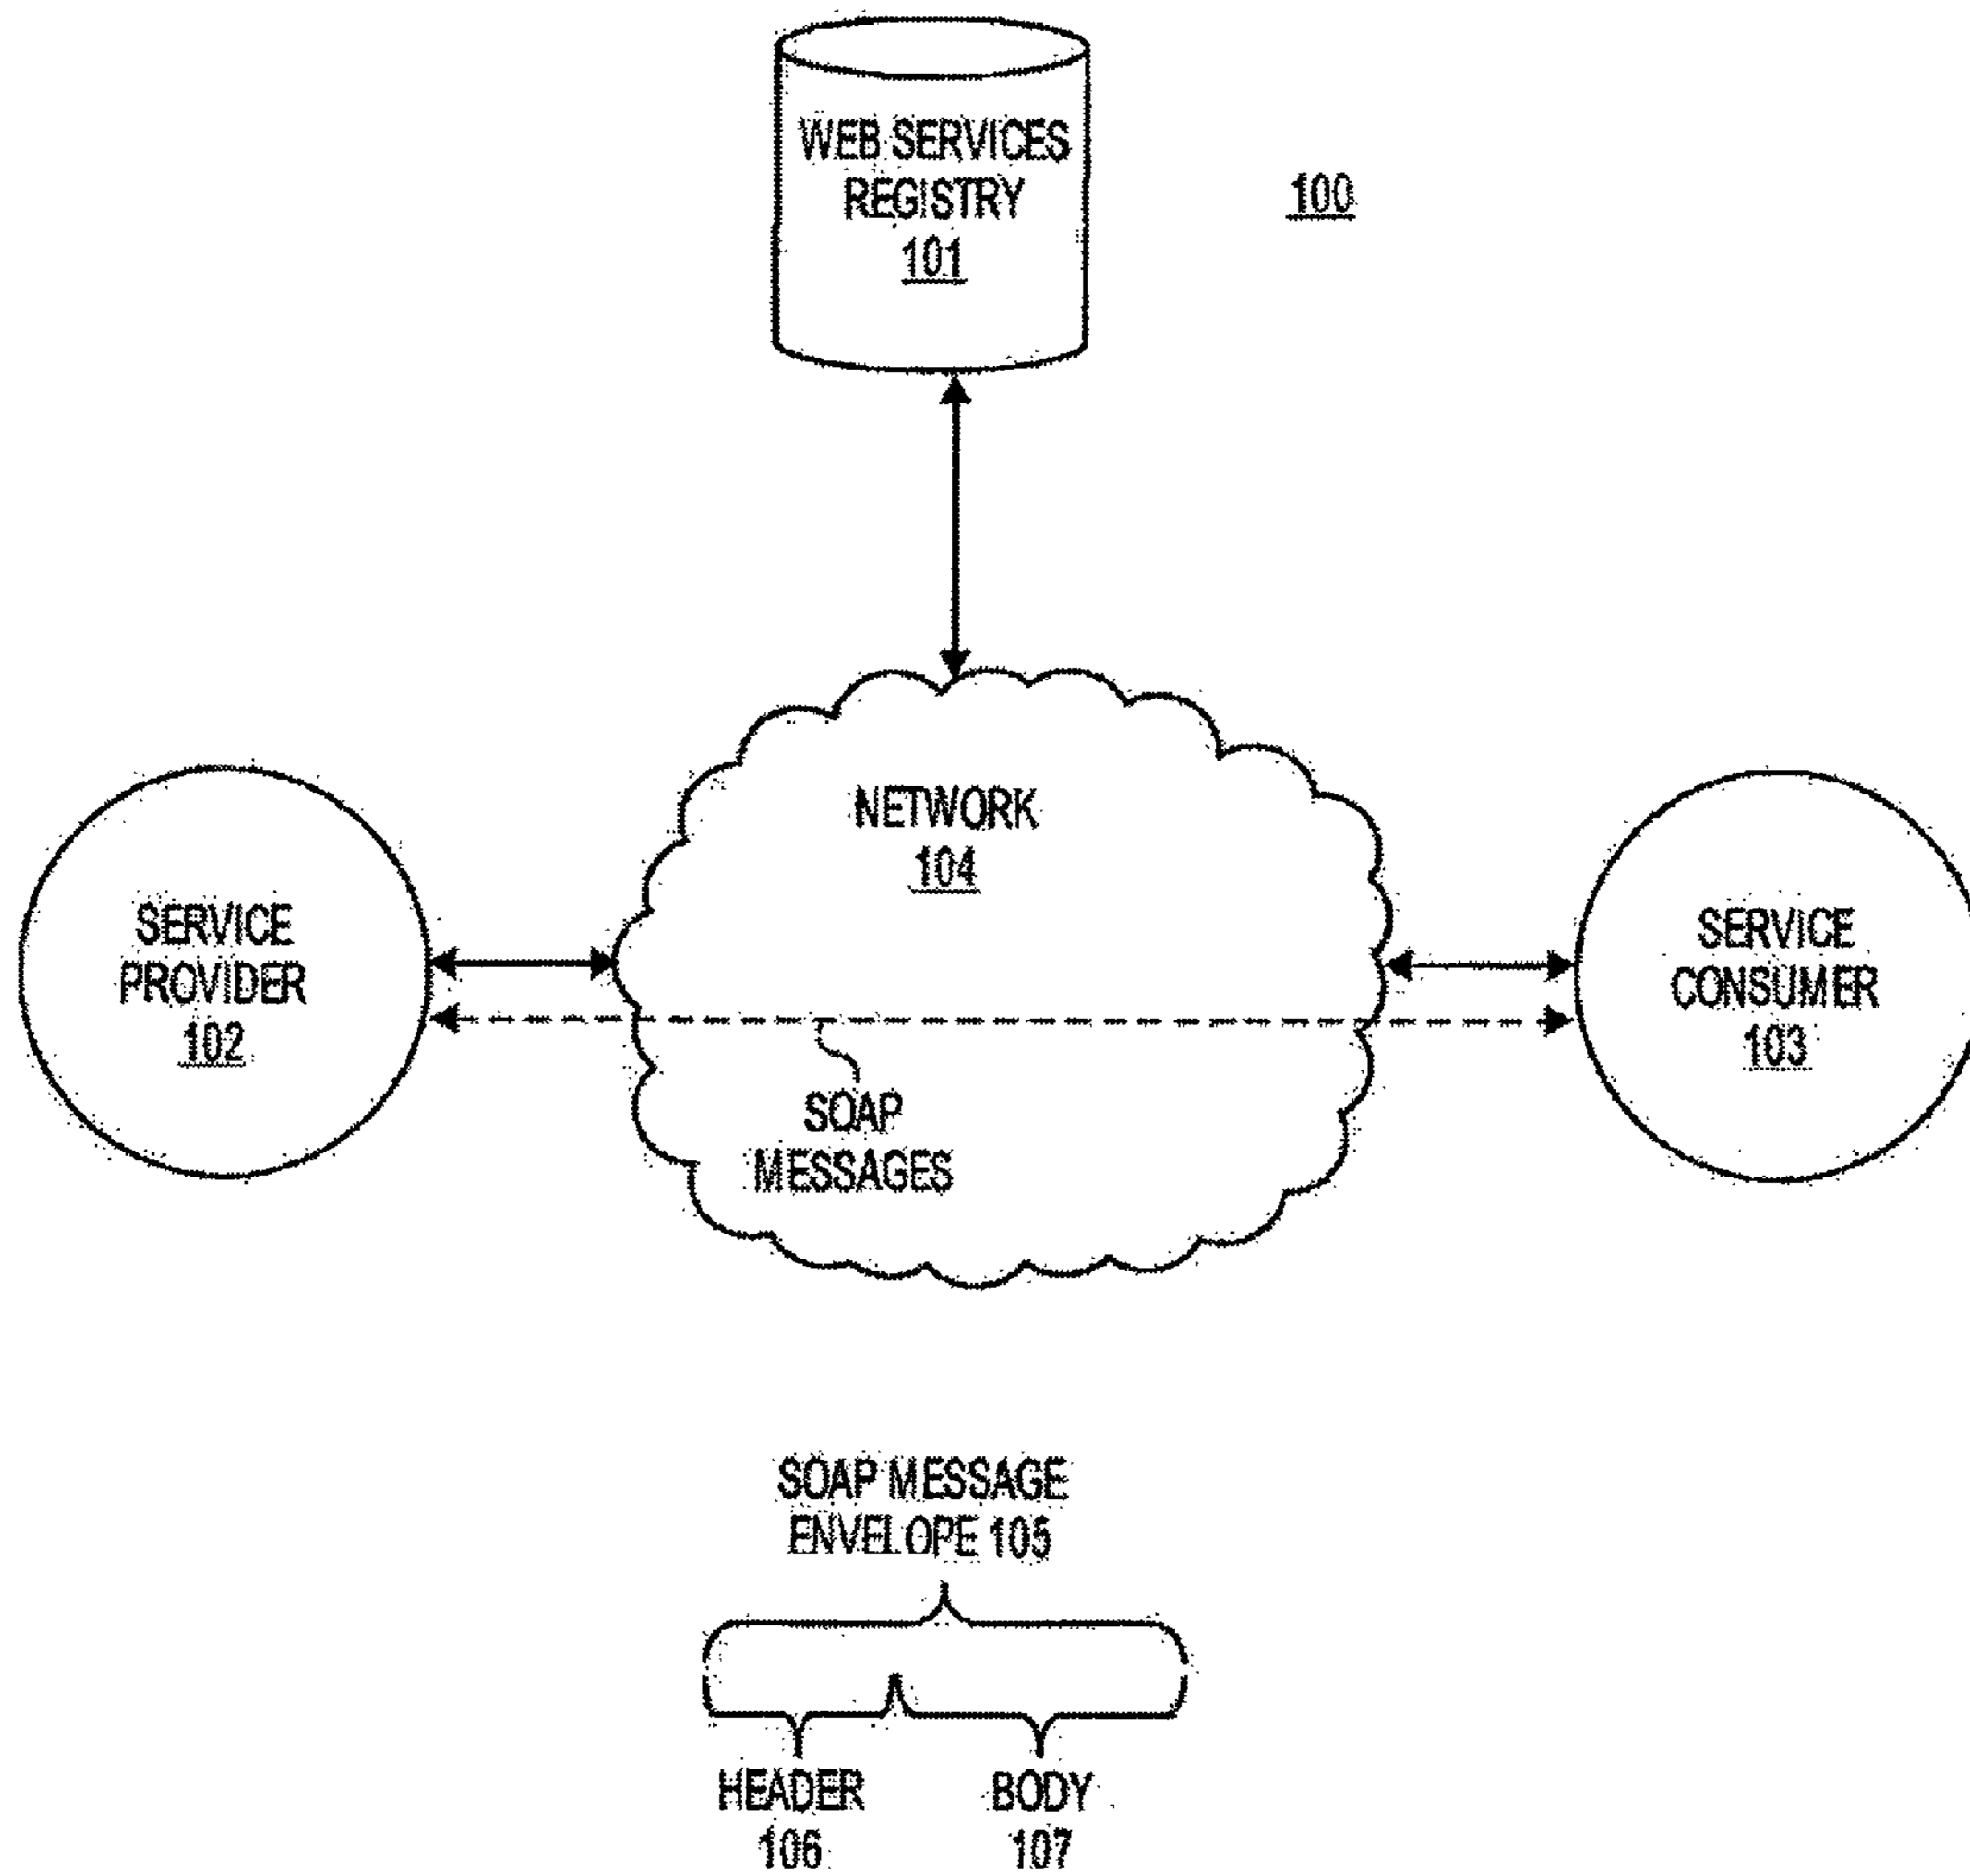 WEB SERVICES
REGISTRY
101
100
NETWORK
104
SERVICE
PROVIDER
102
SERVICE
CONSUMER
103
SOAP
MESSAGES
SOAP MESSAGE
ENVELOPE 105
HEADER
106
BODY
107